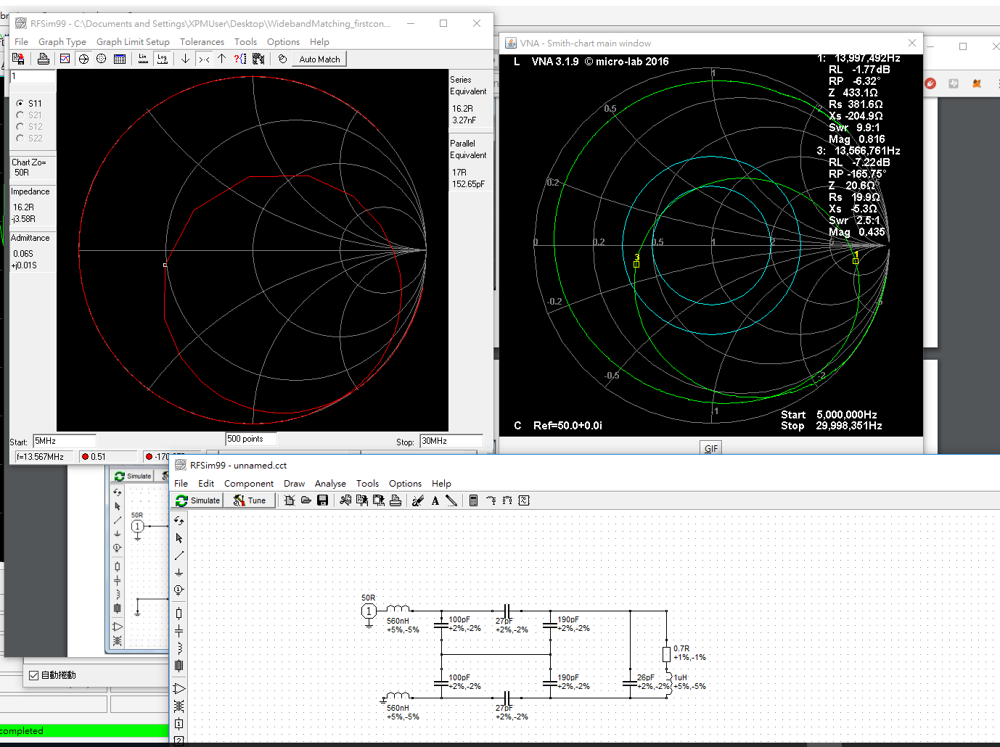 RFSim99 - C:\Documents and Settings\XPMUser\Desktop\WidebandMatching_firstcon...
File Graph Type Graph Limit Setup Tolerances Tools Options Help
Lin Log Auto Match
1
S11
S21
S12
S22
Chart Zo=
50R
Impedance
16.2R
-j3.58R
Admittance
0.06S
+j0.01S
Series
Equivalent
16.2R
3.27nF
Parallel
Equivalent
17R
152.65pF
Start: 5MHz
500 points
Stop: 30MHz
f=13.567MHz 0.51
VNA - Smith-chart main window
L VNA 3.1.9 © micro-lab 2016
1: 13,997,492Hz
RL -1.77dB
RP -6.32°
Z 433.1Ω
Rs 381.6Ω
Xs -204.9Ω
Swr 9.9:1
Mag 0.816
3: 13,566,761Hz
RL -7.22dB
RP -165.75°
Z 20.6Ω
Rs 19.9Ω
Xs -5.3Ω
Swr 2.5:1
Mag 0.435
1
0.5
2
0.2
0 0.2 0.5 1 2
3
1
-0.2
-0.5
-2
-1
Start 5,000,000Hz
Stop 29,998,351Hz
C Ref=50.0+0.0i
GIF
Simulate
50R
1
自動捲動
completed
RFSim99 - unnamed.cct
File Edit Component Draw Analyse Tools Options Help
Simulate Tune A
50R
1
560nH
+5%,-5%
100pF
+2%,-2%
27pF
+2%,-2%
190pF
+2%,-2%
0.7R
+1%,-1%
100pF
+2%,-2%
190pF
+2%,-2%
26pF
+2%,-2%
1uH
+5%,-5%
560nH
+5%,-5%
27pF
+2%,-2%
1
2